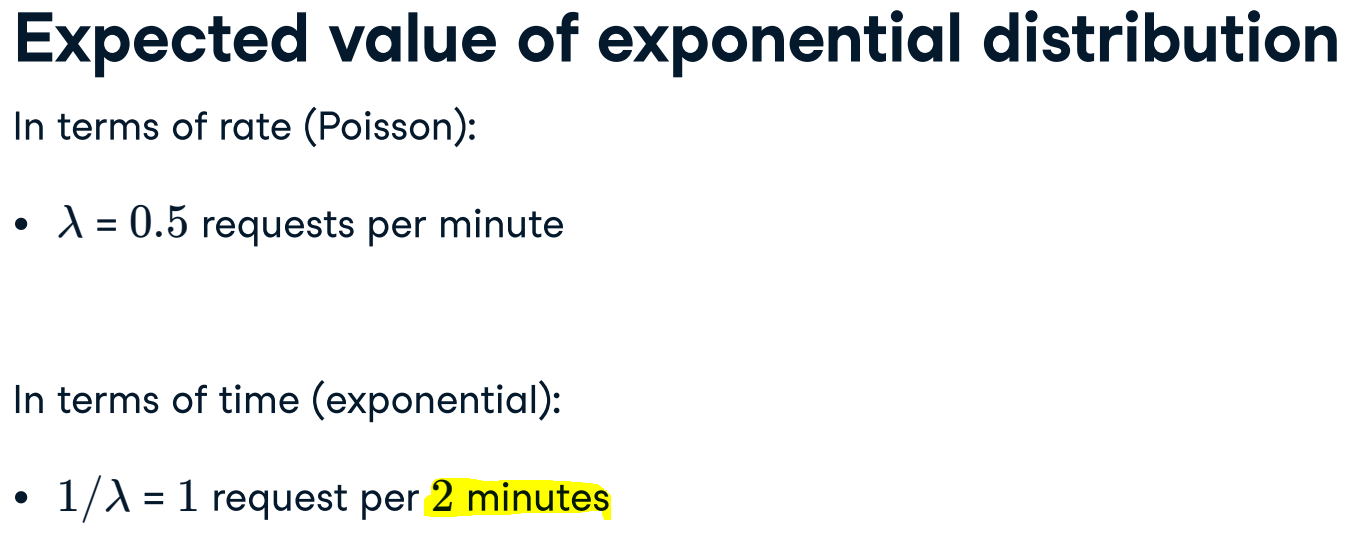 Expected value of exponential distribution
In terms of rate (Poisson):
• λ = 0.5 requests per minute
In terms of time (exponential):
• 1/λ = 1 request per 2 minutes